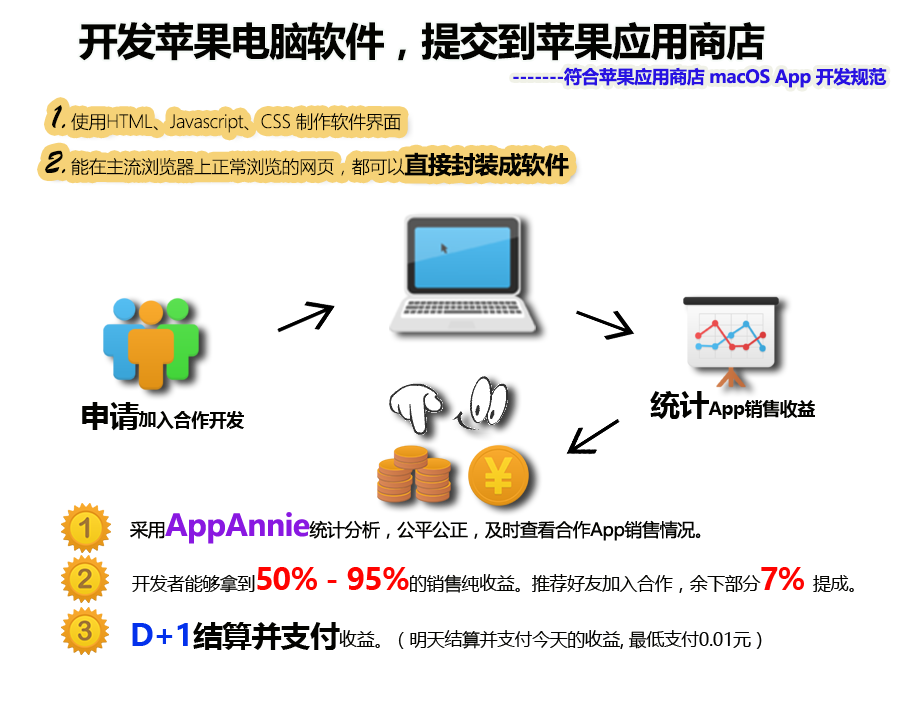 开发苹果电脑软件，提交到苹果应用商店
-------符合苹果应用商店 macOS App 开发规范
1. 使用HTML、Javascript、CSS 制作软件界面
2. 能在主流浏览器上正常浏览的网页，都可以直接封装成软件
申请加入合作开发
统计App销售收益
¥
1 采用AppAnnie统计分析，公平公正，及时查看合作App销售情况。
2 开发者能够拿到50% - 95%的销售纯收益。推荐好友加入合作，余下部分7% 提成。
3 D+1结算并支付收益。（明天结算并支付今天的收益, 最低支付0.01元）